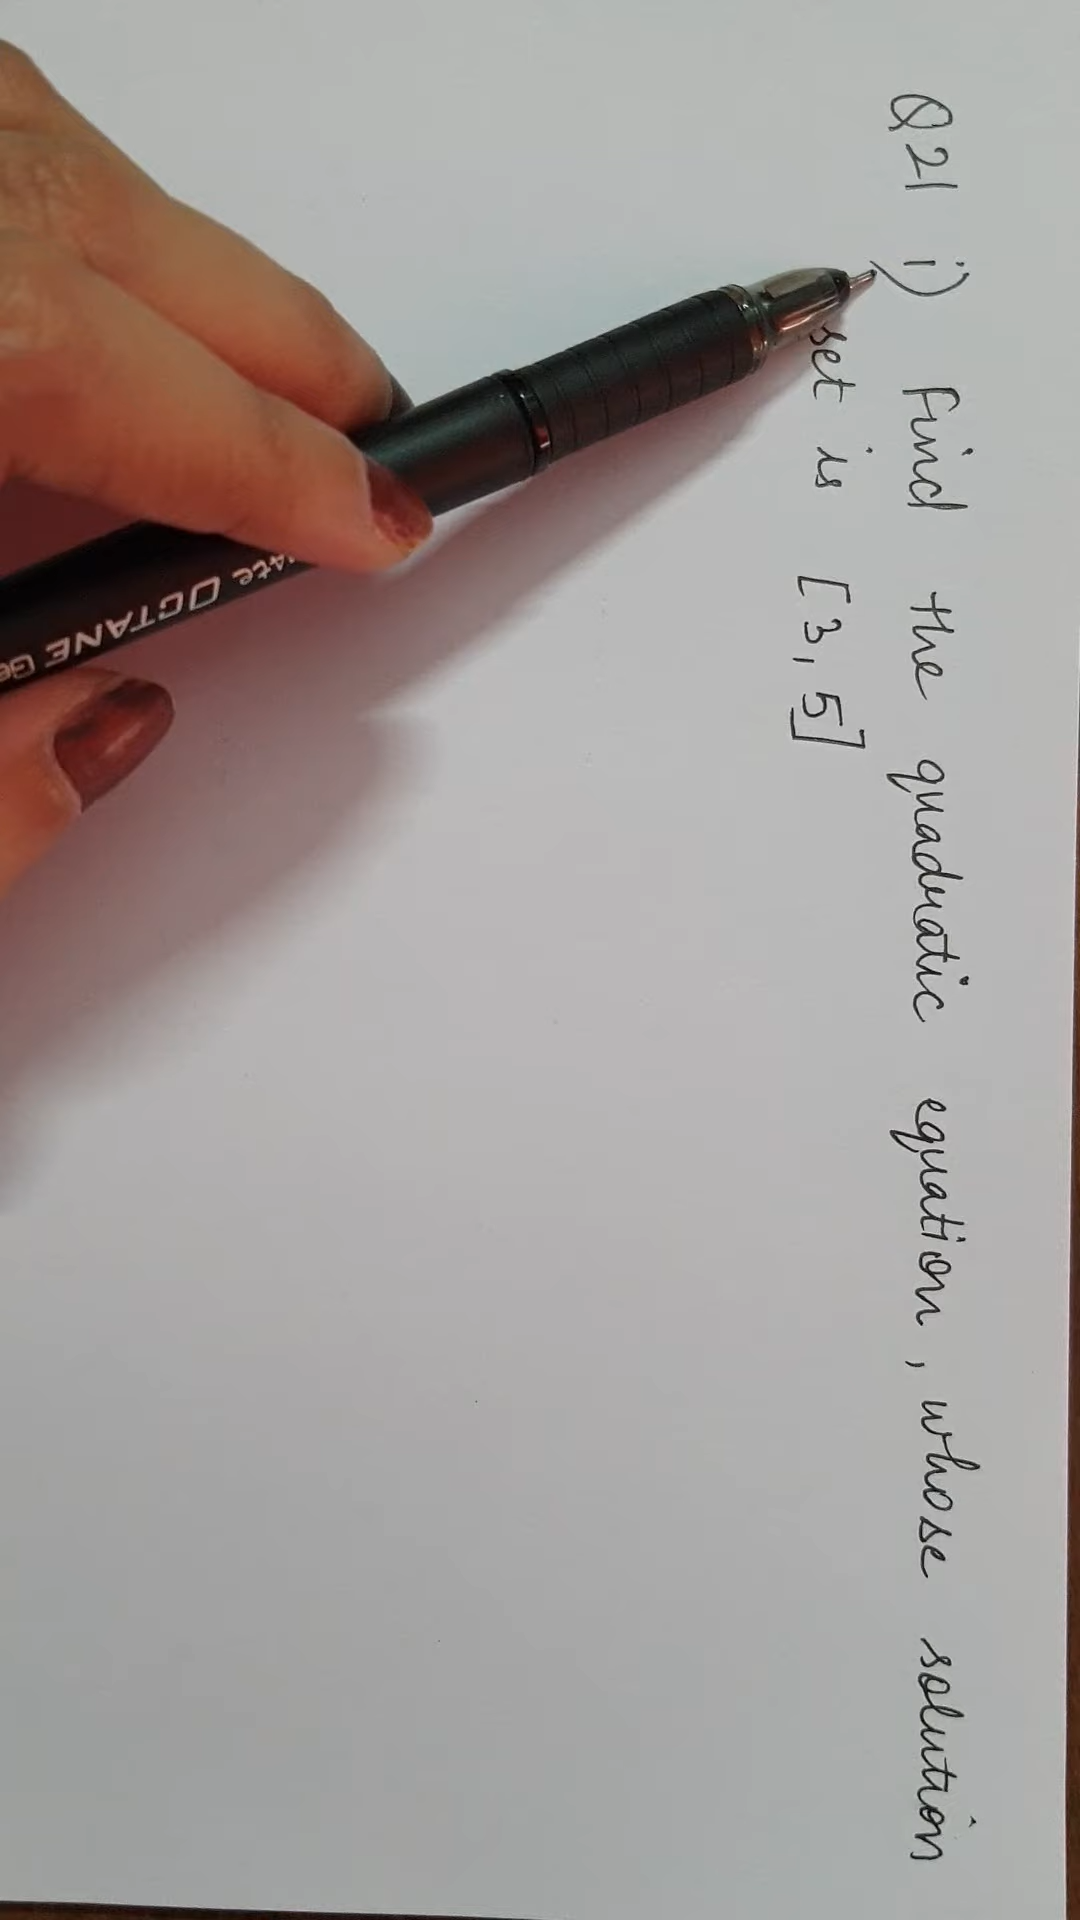 Q21 i) Find the quadratic equation, whose solution
set is [3, 5]
OCTANE